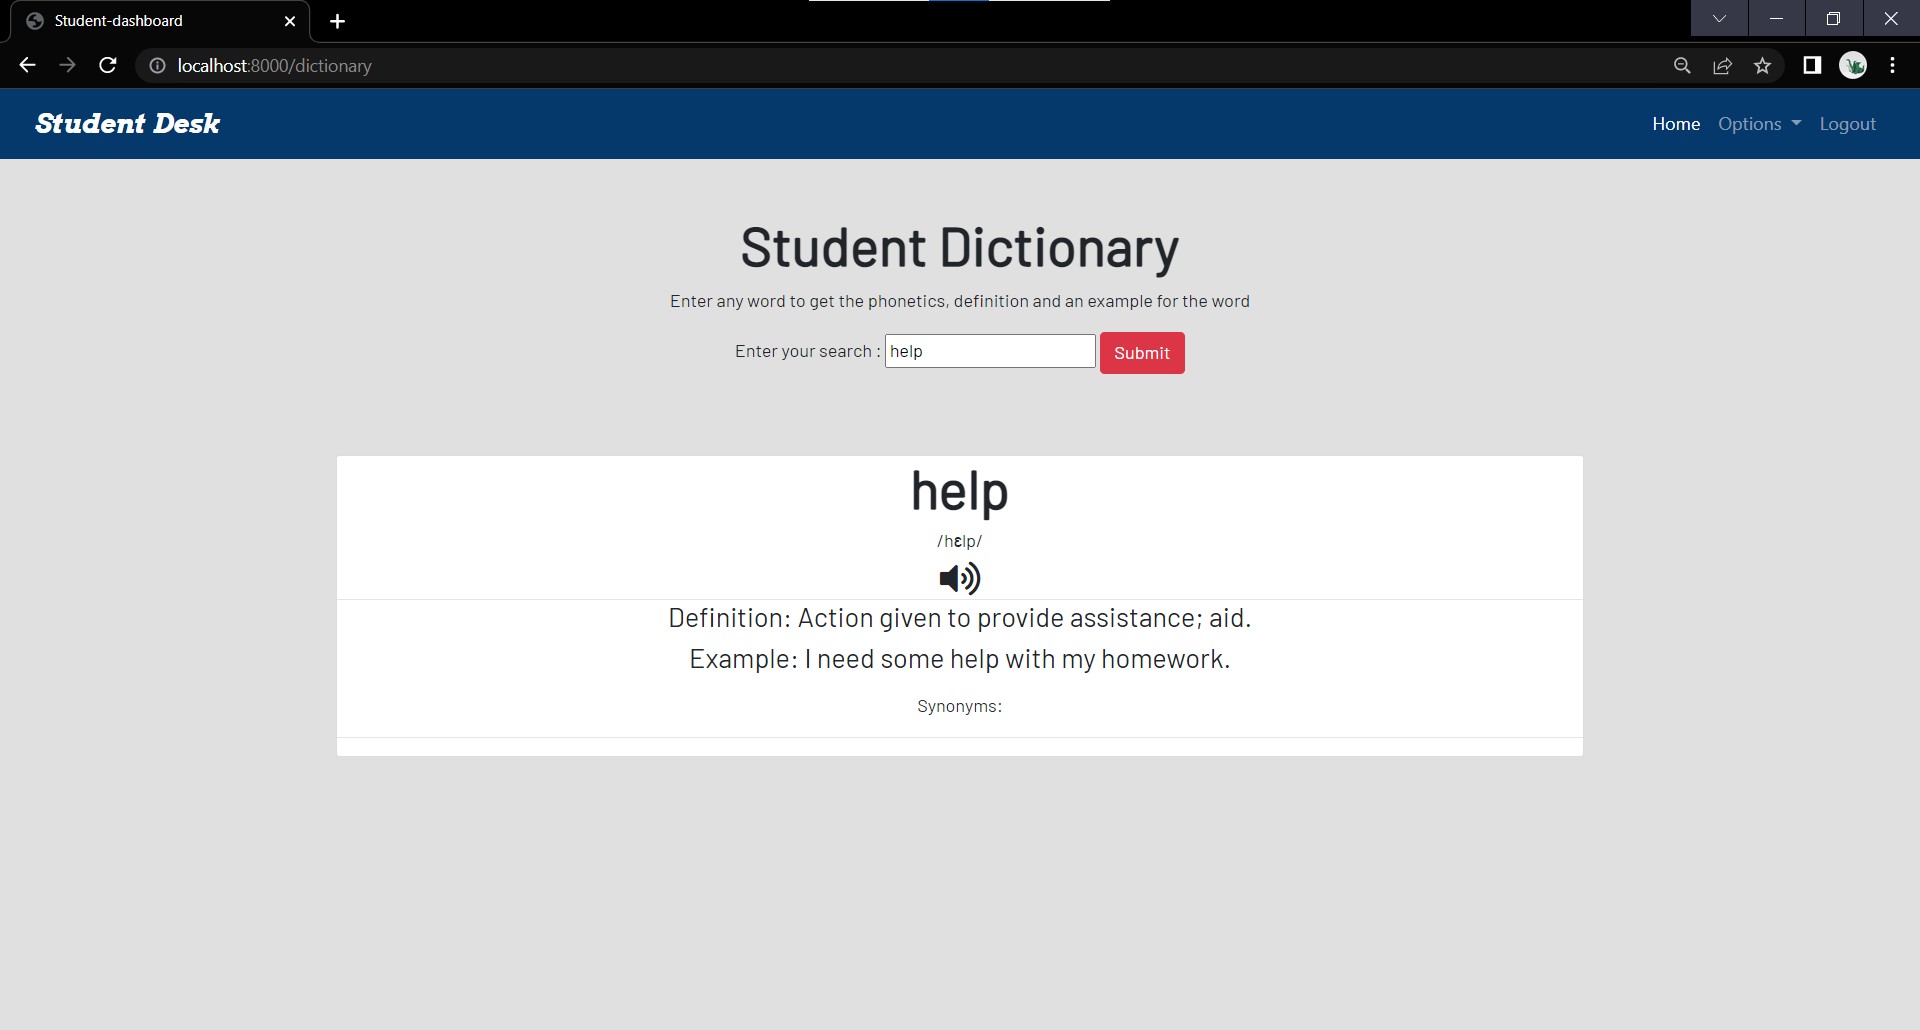 Student-dashboard
localhost:8000/dictionary
Student Desk
Home Options Logout
Student Dictionary
Enter any word to get the phonetics, definition and an example for the word
Enter your search : help Submit
help
/hɛlp/
Definition: Action given to provide assistance; aid.
Example: I need some help with my homework.
Synonyms: